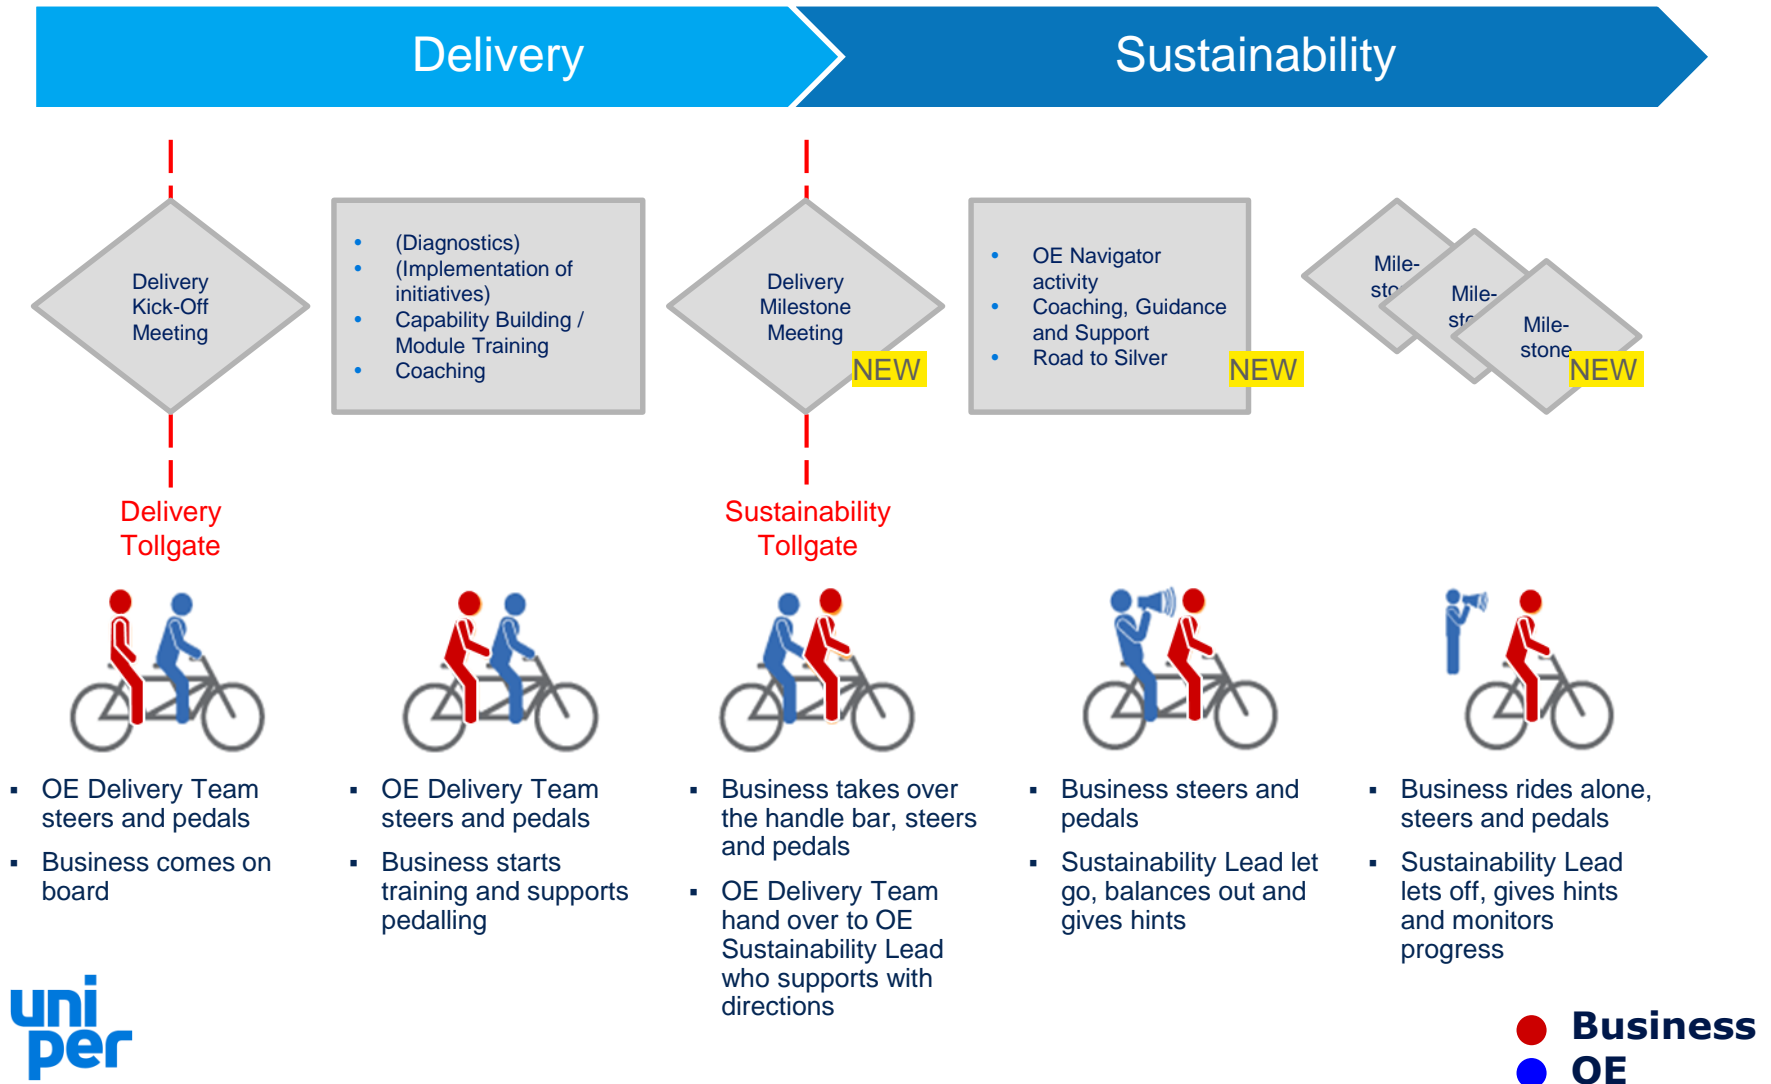 Delivery
Sustainability
Delivery
Kick-Off
Meeting
• (Diagnostics)
• (Implementation of
initiatives)
• Capability Building /
Module Training
• Coaching
Delivery
Milestone
Meeting
NEW
• OE Navigator
activity
• Coaching, Guidance
and Support
• Road to Silver
NEW
Mile-
Mile-
Mile-
stone
NEW
Delivery
Tollgate
Sustainability
Tollgate
▪ OE Delivery Team
steers and pedals
▪ Business comes on
board
▪ OE Delivery Team
steers and pedals
▪ Business starts
training and supports
pedalling
▪ Business takes over
the handle bar, steers
and pedals
▪ OE Delivery Team
hand over to OE
Sustainability Lead
who supports with
directions
▪ Business steers and
pedals
▪ Sustainability Lead let
go, balances out and
gives hints
▪ Business rides alone,
steers and pedals
▪ Sustainability Lead
lets off, gives hints
and monitors
progress
uni
per
Business
OE